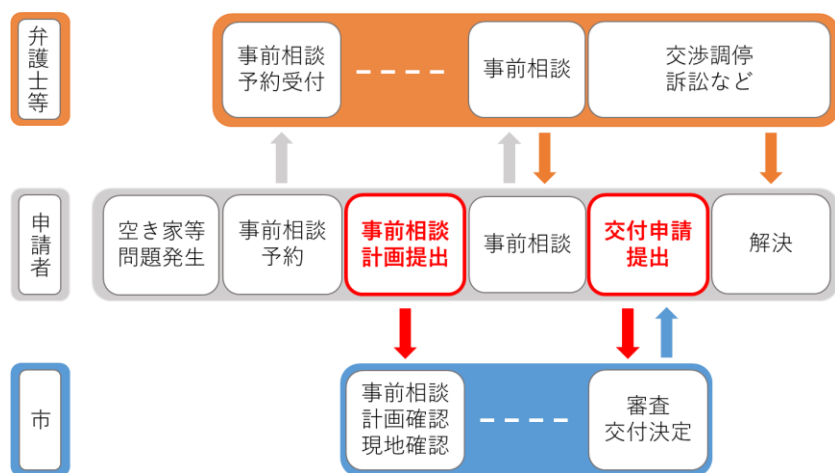 弁護士等
事前相談
予約受付
事前相談
交渉調停
訴訟など
申請者
空き家等
問題発生
事前相談
予約
事前相談
計画提出
事前相談
交付申請
提出
解決
市
事前相談
計画確認
現地確認
審査
交付決定